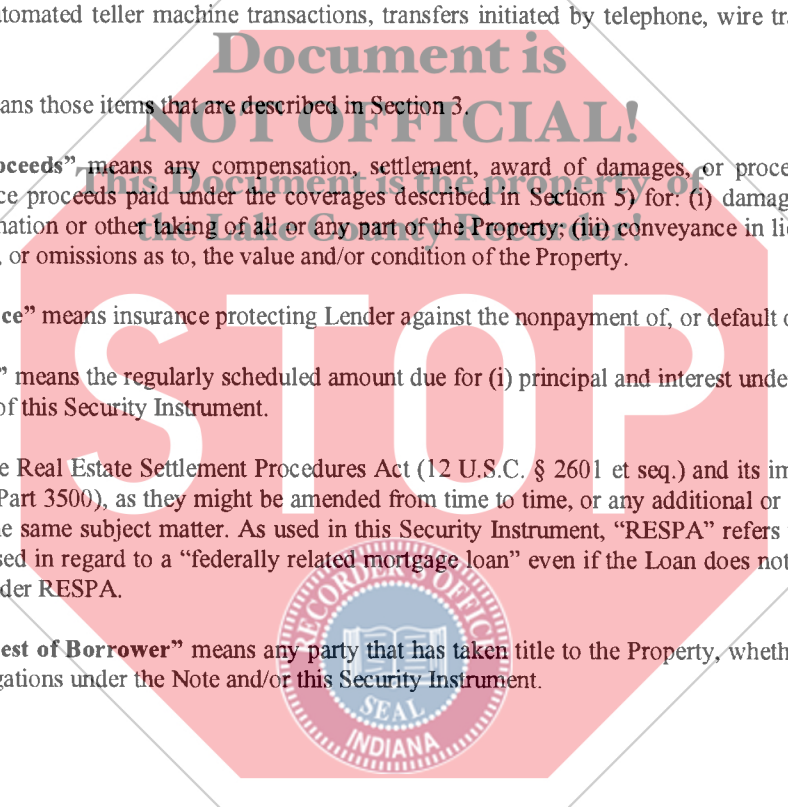 tomated teller machine transactions, transfers initiated by telephone, wire tra
Document is
ans those items that are described in Section 3.
NOT OFFICIAL!
oceeds” means any compensation, settlement, award of damages, or procee
This Document is the property of
ce proceeds paid under the coverages described in Section 5) for: (i) damag
nation or other taking of all or any part of the Property; (iii) conveyance in lie
the Lake County Recorder!
, or omissions as to, the value and/or condition of the Property.
ce” means insurance protecting Lender against the nonpayment of, or default o
” means the regularly scheduled amount due for (i) principal and interest unde
of this Security Instrument.
STOP
e Real Estate Settlement Procedures Act (12 U.S.C. § 2601 et seq.) and its im
Part 3500), as they might be amended from time to time, or any additional or
e same subject matter. As used in this Security Instrument, “RESPA” refers
sed in regard to a “federally related mortgage loan” even if the Loan does not
der RESPA.
RECORDER'S OFFICE
est of Borrower” means any party that has taken title to the Property, wheth
gations under the Note and/or this Security Instrument.
SEAL
INDIANA